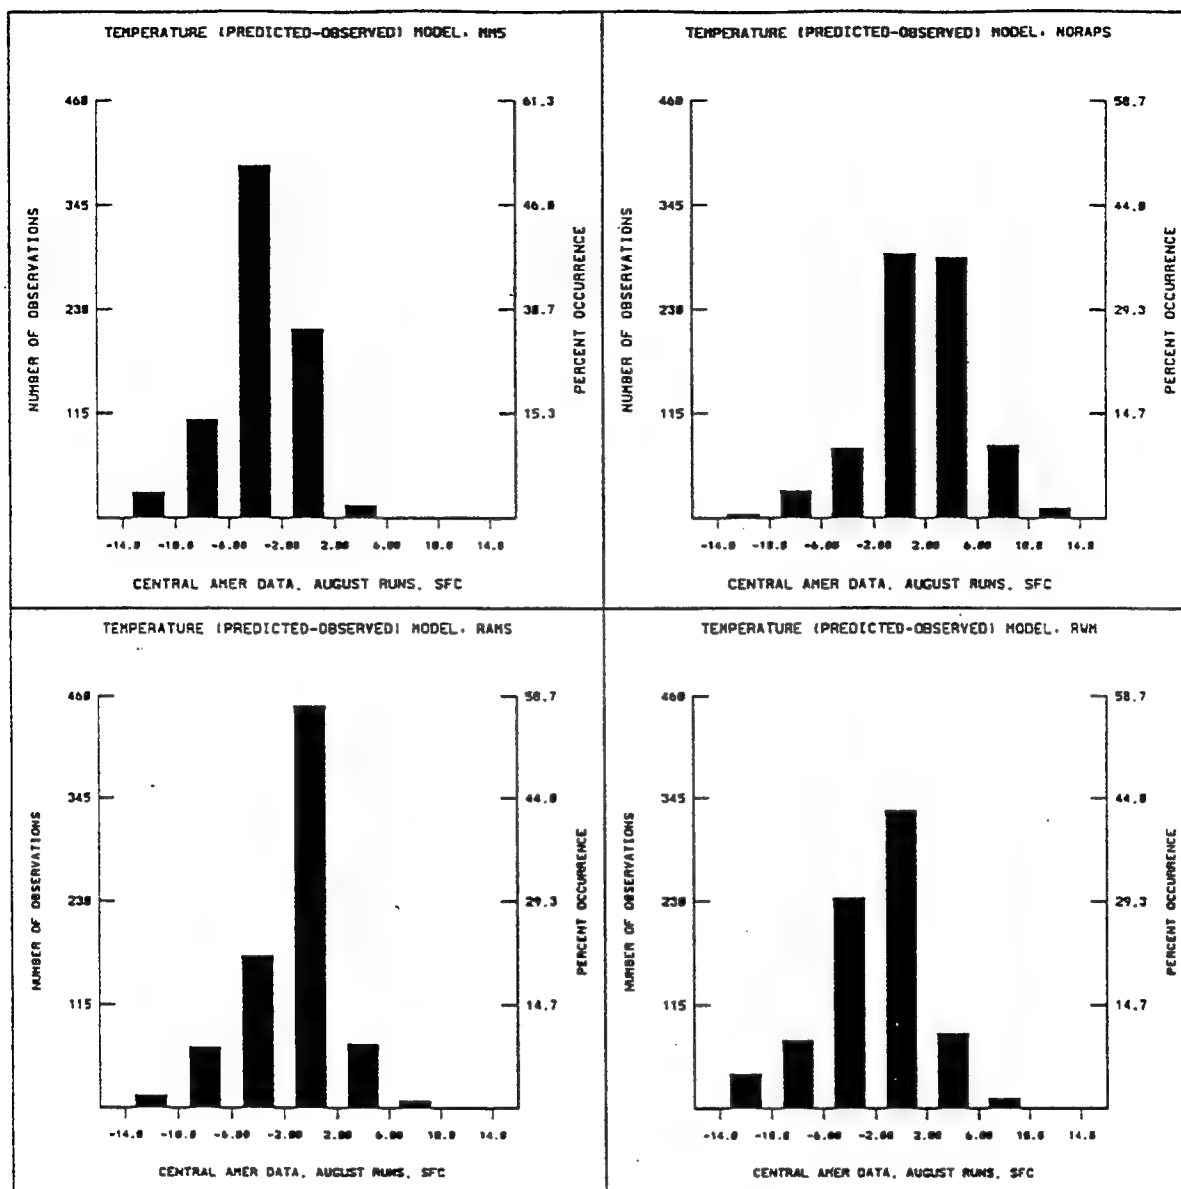 TEMPERATURE (PREDICTED-OBSERVED) MODEL. MM5
NUMBER OF OBSERVATIONS
460
345
230
115
61.3
46.0
30.7
15.3
PERCENT OCCURRENCE
-14.0 -10.0 -6.00 -2.00 2.00 6.00 10.0 14.0
CENTRAL AMER DATA. AUGUST RUNS. SFC
TEMPERATURE (PREDICTED-OBSERVED) MODEL. NORAPS
NUMBER OF OBSERVATIONS
460
345
230
115
58.7
44.0
29.3
14.7
PERCENT OCCURRENCE
-14.0 -10.0 -6.00 -2.00 2.00 6.00 10.0 14.0
CENTRAL AMER DATA. AUGUST RUNS. SFC
TEMPERATURE (PREDICTED-OBSERVED) MODEL. RAMS
NUMBER OF OBSERVATIONS
460
345
230
115
58.7
44.0
29.3
14.7
PERCENT OCCURRENCE
-14.0 -10.0 -6.00 -2.00 2.00 6.00 10.0 14.0
CENTRAL AMER DATA. AUGUST RUNS. SFC
TEMPERATURE (PREDICTED-OBSERVED) MODEL. RWM
NUMBER OF OBSERVATIONS
460
345
230
115
58.7
44.0
29.3
14.7
PERCENT OCCURRENCE
-14.0 -10.0 -6.00 -2.00 2.00 6.00 10.0 14.0
CENTRAL AMER DATA. AUGUST RUNS. SFC